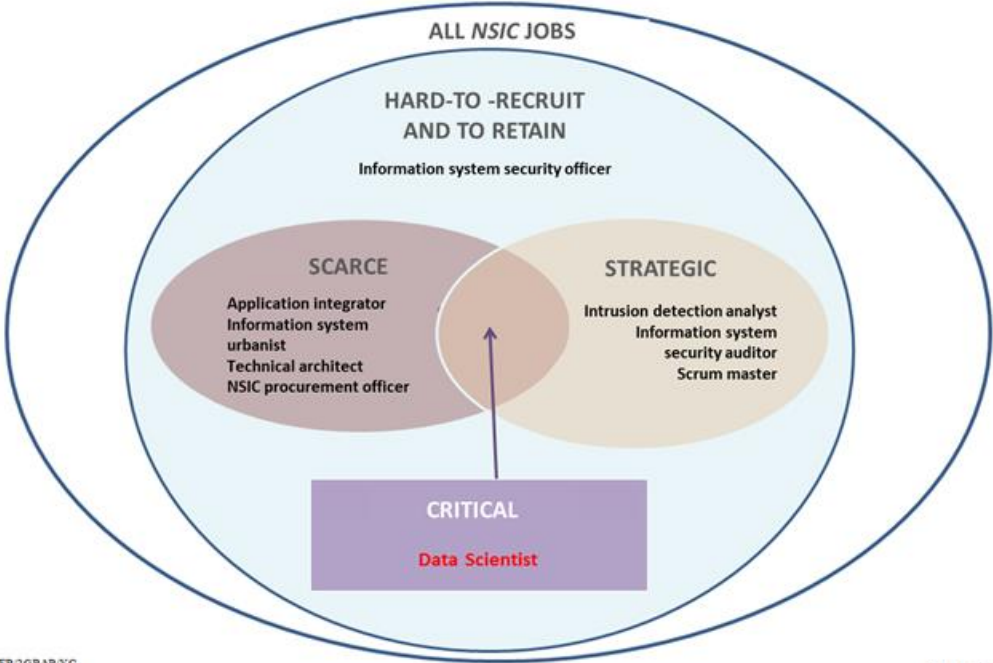 ALL NSIC JOBS
HARD-TO -RECRUIT
AND TO RETAIN
Information system security officer
SCARCE
Application integrator
Information system
urbanist
Technical architect
NSIC procurement officer
STRATEGIC
Intrusion detection analyst
Information system
security auditor
Scrum master
CRITICAL
Data Scientist